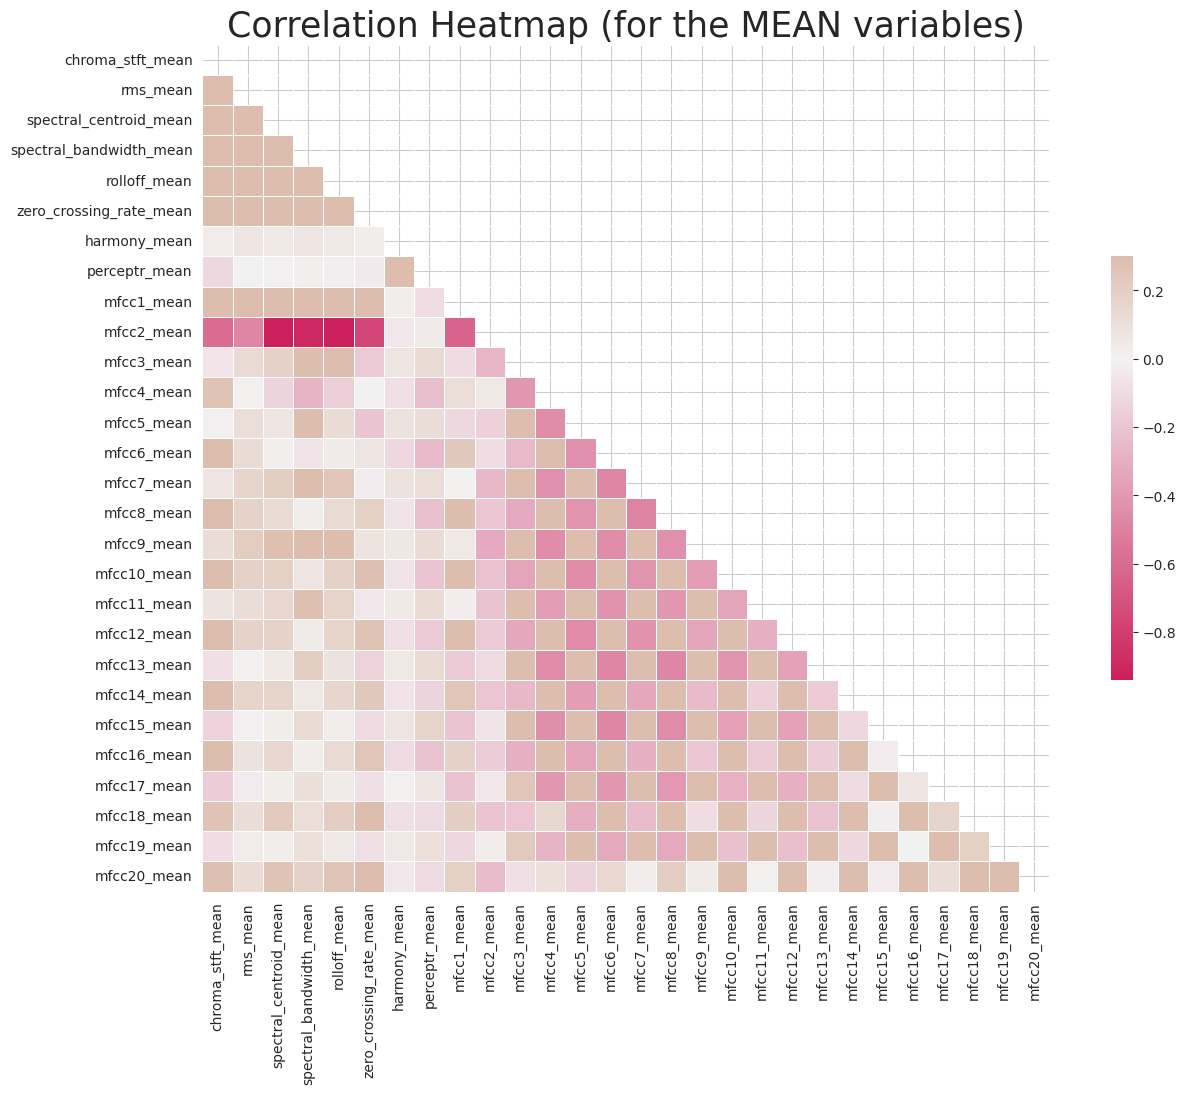 Correlation Heatmap (for the MEAN variables)
chroma_stft_mean
rms_mean
spectral_centroid_mean
spectral_bandwidth_mean
rolloff_mean
zero_crossing_rate_mean
harmony_mean
perceptr_mean
mfcc1_mean
mfcc2_mean
mfcc3_mean
mfcc4_mean
mfcc5_mean
mfcc6_mean
mfcc7_mean
mfcc8_mean
mfcc9_mean
mfcc10_mean
mfcc11_mean
mfcc12_mean
mfcc13_mean
mfcc14_mean
mfcc15_mean
mfcc16_mean
mfcc17_mean
mfcc18_mean
mfcc19_mean
mfcc20_mean
chroma_stft_mean
rms_mean
spectral_centroid_mean
spectral_bandwidth_mean
rolloff_mean
zero_crossing_rate_mean
harmony_mean
perceptr_mean
mfcc1_mean
mfcc2_mean
mfcc3_mean
mfcc4_mean
mfcc5_mean
mfcc6_mean
mfcc7_mean
mfcc8_mean
mfcc9_mean
mfcc10_mean
mfcc11_mean
mfcc12_mean
mfcc13_mean
mfcc14_mean
mfcc15_mean
mfcc16_mean
mfcc17_mean
mfcc18_mean
mfcc19_mean
mfcc20_mean
0.2
0.0
−0.2
−0.4
−0.6
−0.8